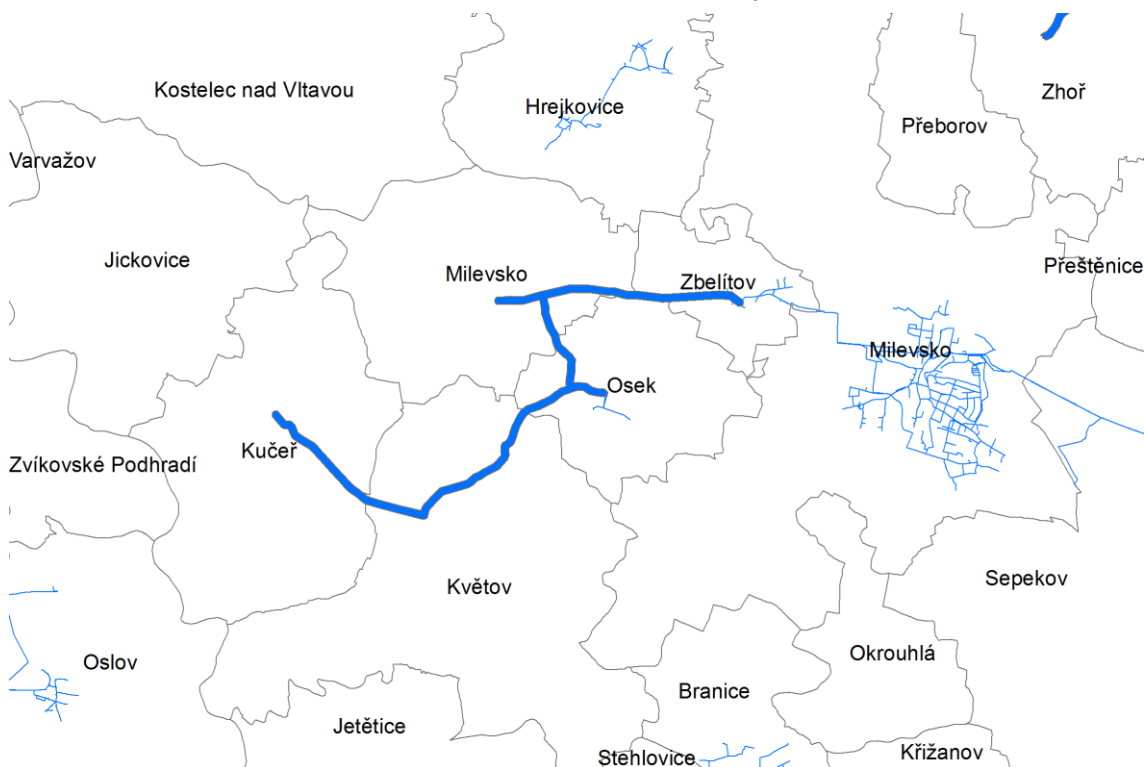 Kostelec nad Vltavou
Hrejkovice
Zhoř
Přeborov
Varvažov
Jickovice
Milevsko
Zbelítov
Přeštěnice
Milevsko
Osek
Kučeř
Zvíkovské Podhradí
Květov
Sepekov
Oslov
Okrouhlá
Branice
Jetětice
Stehlovice
Křižanov